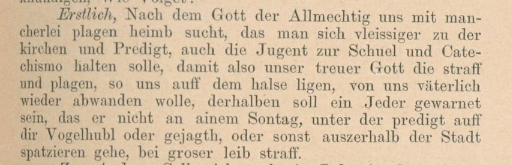 Erstlich, Nach dem Gott der Allmechtig uns mit man-
cherlei plagen heimb sucht, das man sich vleissiger zu der
kirchen und Predigt, auch die Jugent zur Schuel und Cate-
chismo halten solle, damit also unser treuer Gott die straff
und plagen, so uns auff dem halse ligen, von uns väterlich
wieder abwanden wolle, derhalben soll ein Jeder gewarnet
sein, das er nicht an ainem Sontag, unter der predigt auff
dir Vogelhubl oder gejagth, oder sonst auszerhalb der Stadt
spatzieren gehe, bei groser leib straff.